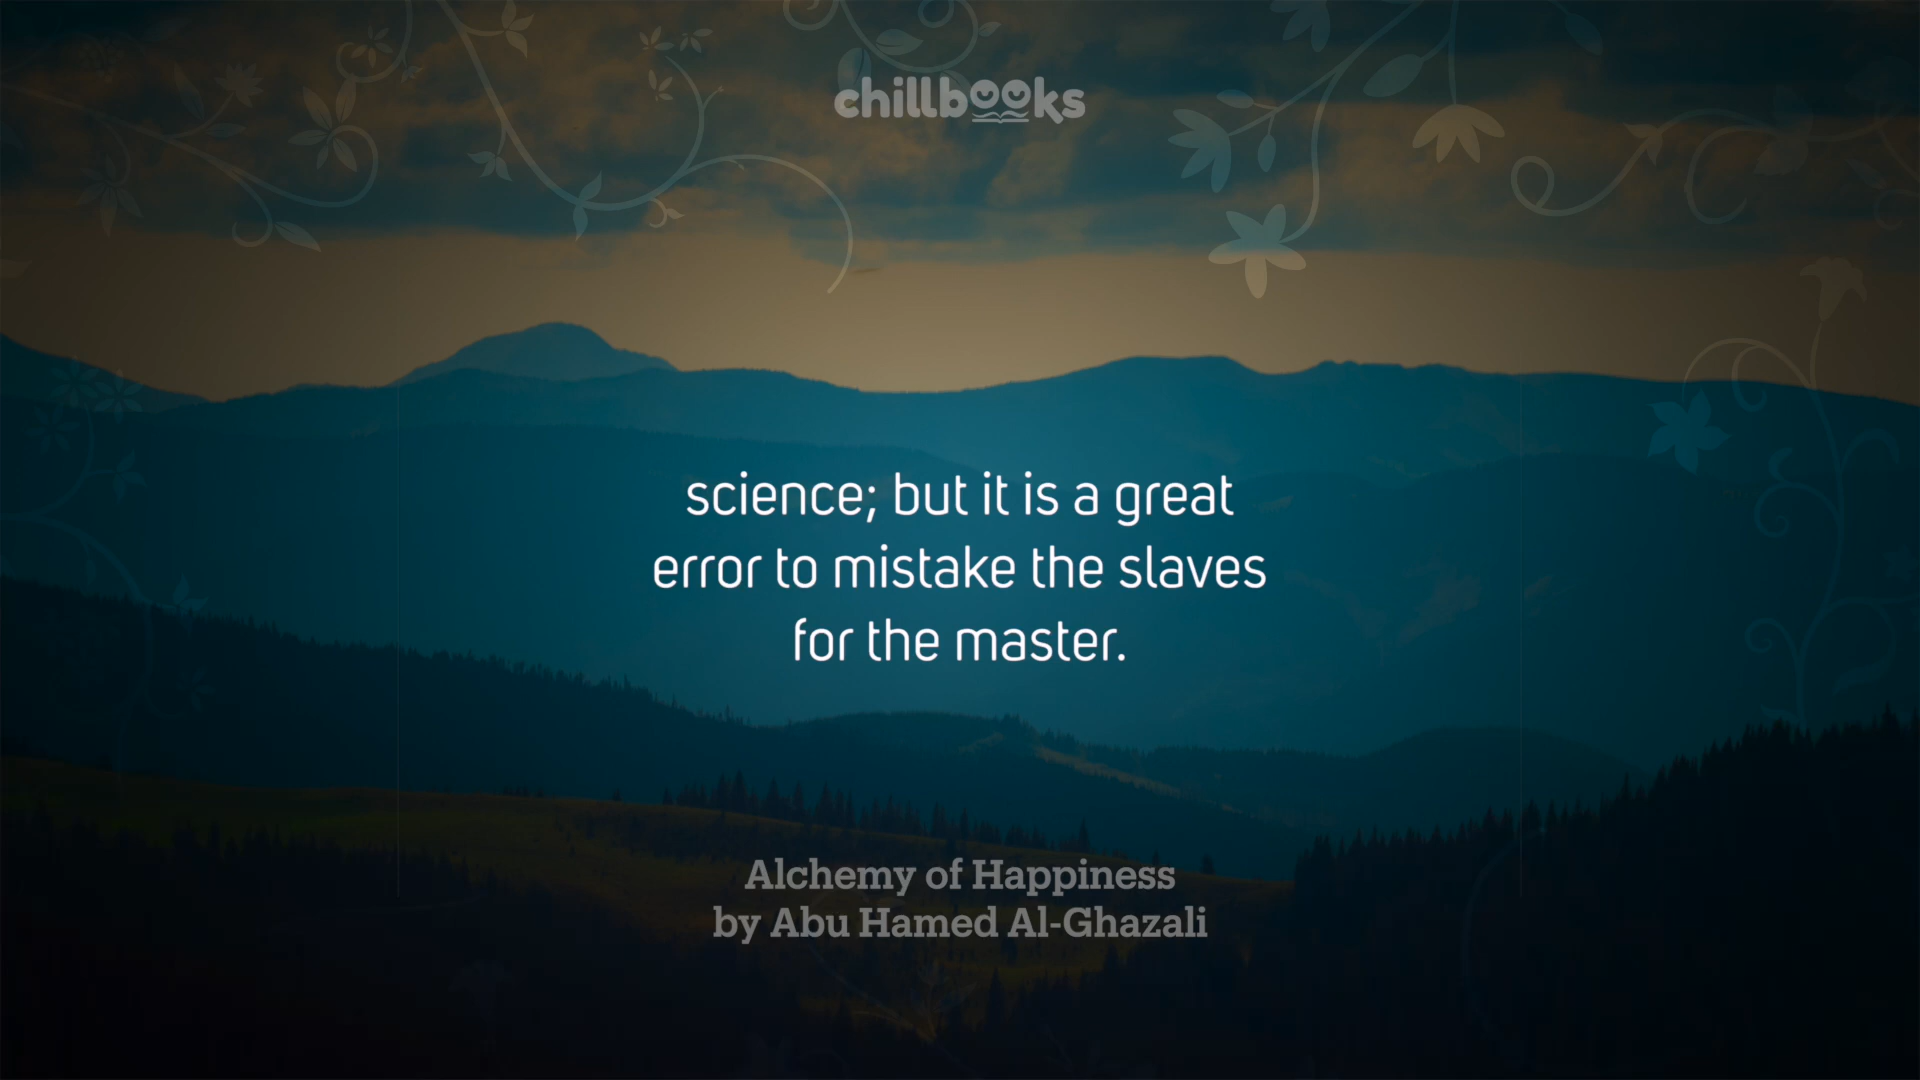 chillbooks
science; but it is a great
error to mistake the slaves
for the master.
Alchemy of Happiness
by Abu Hamed Al-Ghazali